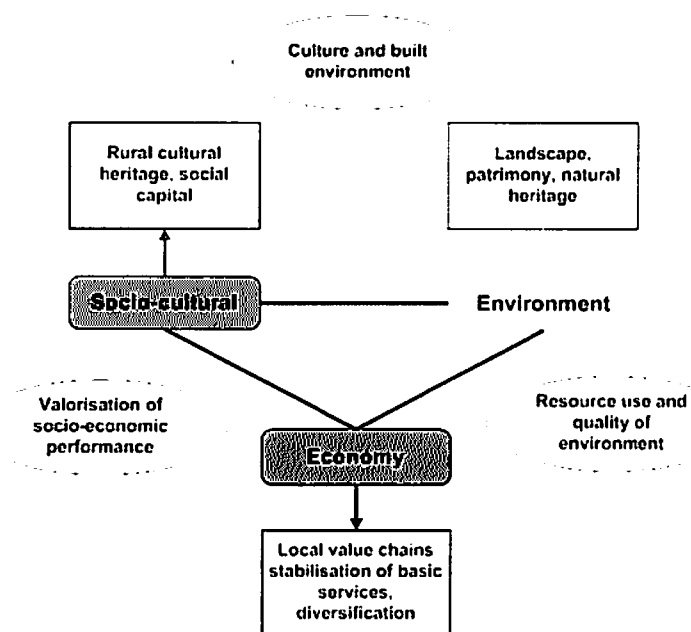 Culture and built
environment
Rural cultural
heritage, social
capital
Landscape,
patrimony, natural
heritage
Socio-cultural
Environment
Valorisation of
socio-economic
performance
Resource use and
quality of
environment
Economy
Local value chains
stabilisation of basic
services,
diversification